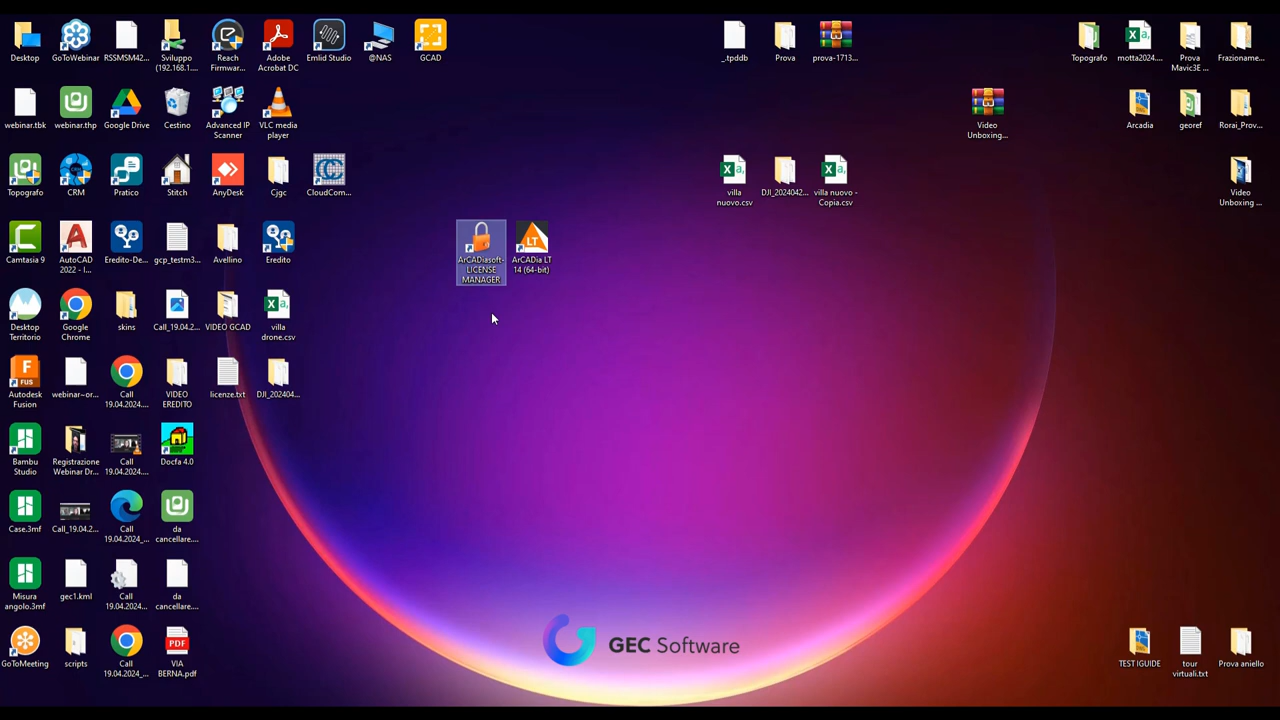 Desktop
GoToWebinar
RSSMSM42...
Sviluppo
(192.168.1....
Reach
Firmwar...
Adobe
Acrobat DC
Emlid Studio
@NAS
GCAD
_.tpddb
Prova
prova-1713...
Topografo
motta2024....
Prova
Mavic3E ...
Frazioname...
webinar.tbk
webinar.thp
Google Drive
Cestino
Advanced IP
Scanner
VLC media
player
Video
Unboxing...
Arcadia
georef
Rorai_Prov...
Topografo
CRM
Pratico
Stitch
AnyDesk
Cjgc
CloudCom...
villa
nuovo.csv
DJI_2024042...
villa nuovo -
Copia.csv
Video
Unboxing ...
Camtasia 9
AutoCAD
2022 - I...
Eredito-De...
gcp_testm3...
Avellino
Eredito
ArCADiasoft-
LICENSE
MANAGER
LT
ArCADia LT
14 (64-bit)
Desktop
Territorio
Google
Chrome
skins
Call_19.04.2...
VIDEO GCAD
villa
drone.csv
FUS
Autodesk
Fusion
webinar~or...
Call
19.04.2024....
VIDEO
EREDITO
licenze.txt
DJI_202404...
Bambu
Studio
Registrazione
Webinar Dr...
Call
19.04.2024....
Docfa 4.0
Case.3mf
Call_19.04.2...
Call
19.04.2024_...
da
cancellare....
Misura
angolo.3mf
gec1.kml
Call
19.04.2024...
da
cancellare....
GoToMeeting
scripts
Call
19.04.2024_...
PDF
VIA
BERNA.pdf
GEC Software
TEST IGUIDE
tour
virtuali.txt
Prova aniello